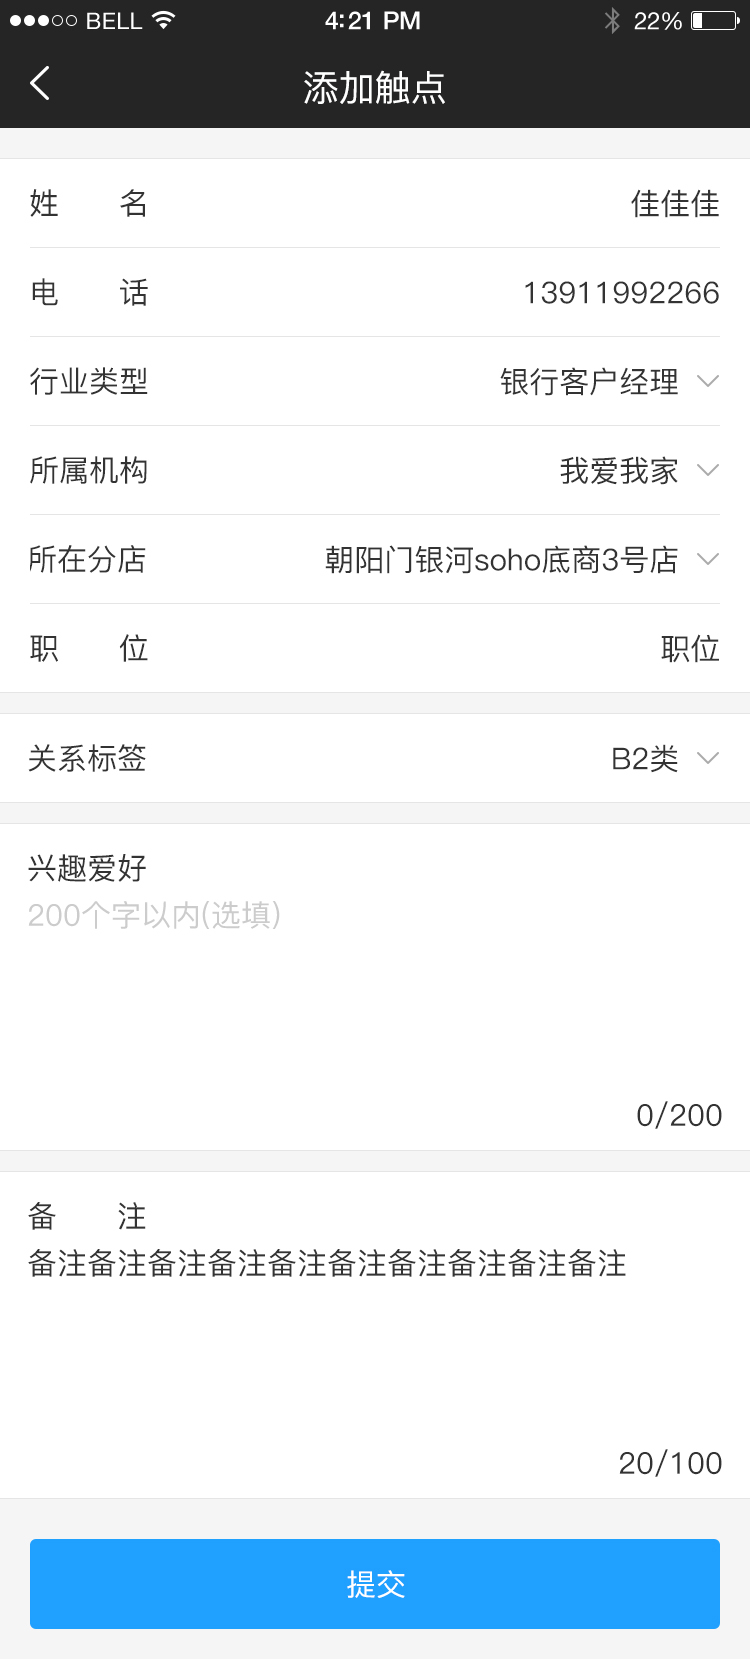 BELL 4:21 PM 22%
添加触点
姓 名 佳佳佳
电 话 13911992266
行业类型 银行客户经理
所属机构 我爱我家
所在分店 朝阳门银河soho底商3号店
职 位 职位
关系标签 B2类
兴趣爱好
200个字以内(选填)
0/200
备 注
备注备注备注备注备注备注备注备注备注备注
20/100
提交